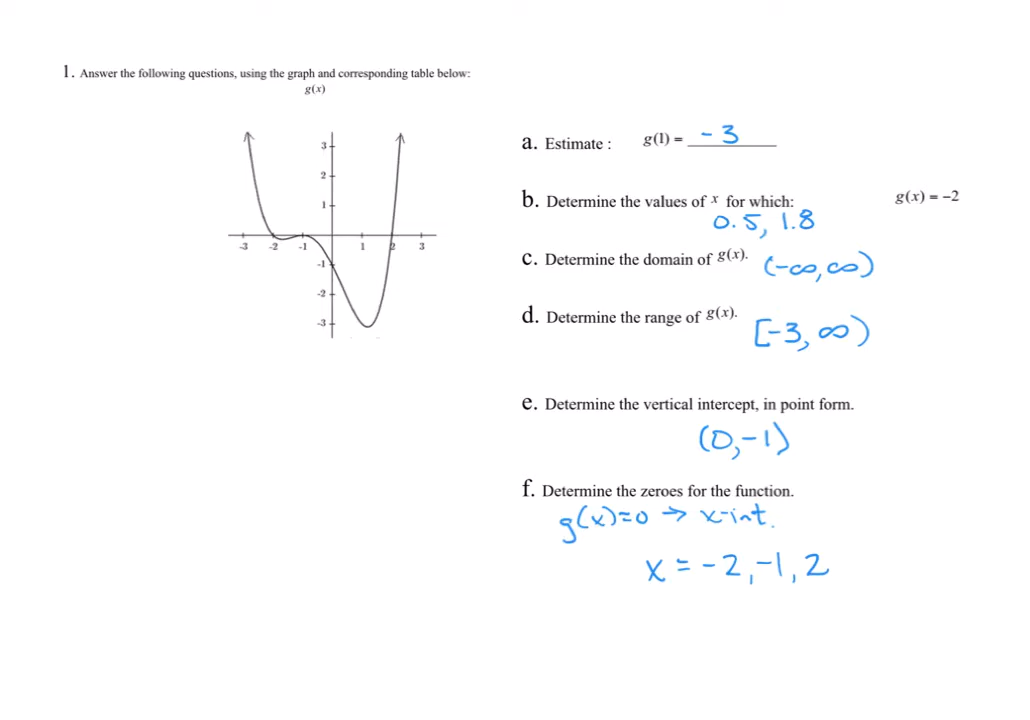 1. Answer the following questions, using the graph and corresponding table below:
g(x)
3
2
1
-3 -2 -1 1 2 3
-1
-2
-3
a. Estimate : g(1) = -3
b. Determine the values of x for which: g(x) = -2
0.5, 1.8
c. Determine the domain of g(x). (-∞, ∞)
d. Determine the range of g(x). [-3, ∞)
e. Determine the vertical intercept, in point form.
(0, -1)
f. Determine the zeroes for the function.
g(x)=0 → x-int.
x = -2, -1, 2